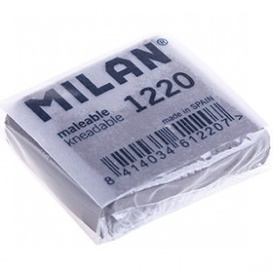 MILAN®
maleable
kneadable
1220
made in SPAIN
8 414034 612207 >